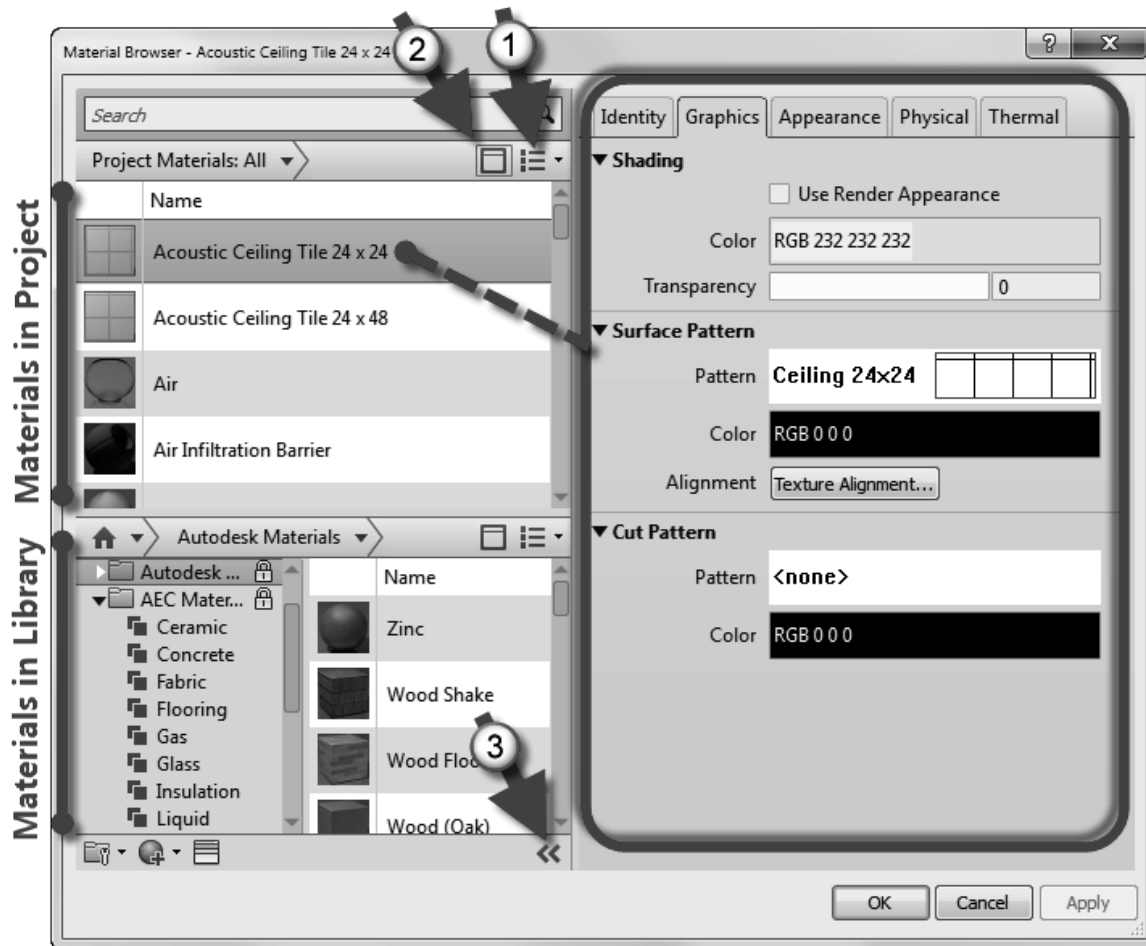 Material Browser - Acoustic Ceiling Tile 24 x 24
2
1
Search
Project Materials: All
Name
Acoustic Ceiling Tile 24 x 24
Acoustic Ceiling Tile 24 x 48
Air
Air Infiltration Barrier
Materials in Project
Autodesk Materials
Autodesk ...
AEC Mater...
Ceramic
Concrete
Fabric
Flooring
Gas
Glass
Insulation
Liquid
Name
Zinc
Wood Shake
Wood Floo
Wood (Oak)
3
Materials in Library
Identity Graphics Appearance Physical Thermal
Shading
Use Render Appearance
Color RGB 232 232 232
Transparency 0
Surface Pattern
Pattern Ceiling 24x24
Color RGB 0 0 0
Alignment Texture Alignment...
Cut Pattern
Pattern <none>
Color RGB 0 0 0
OK Cancel Apply